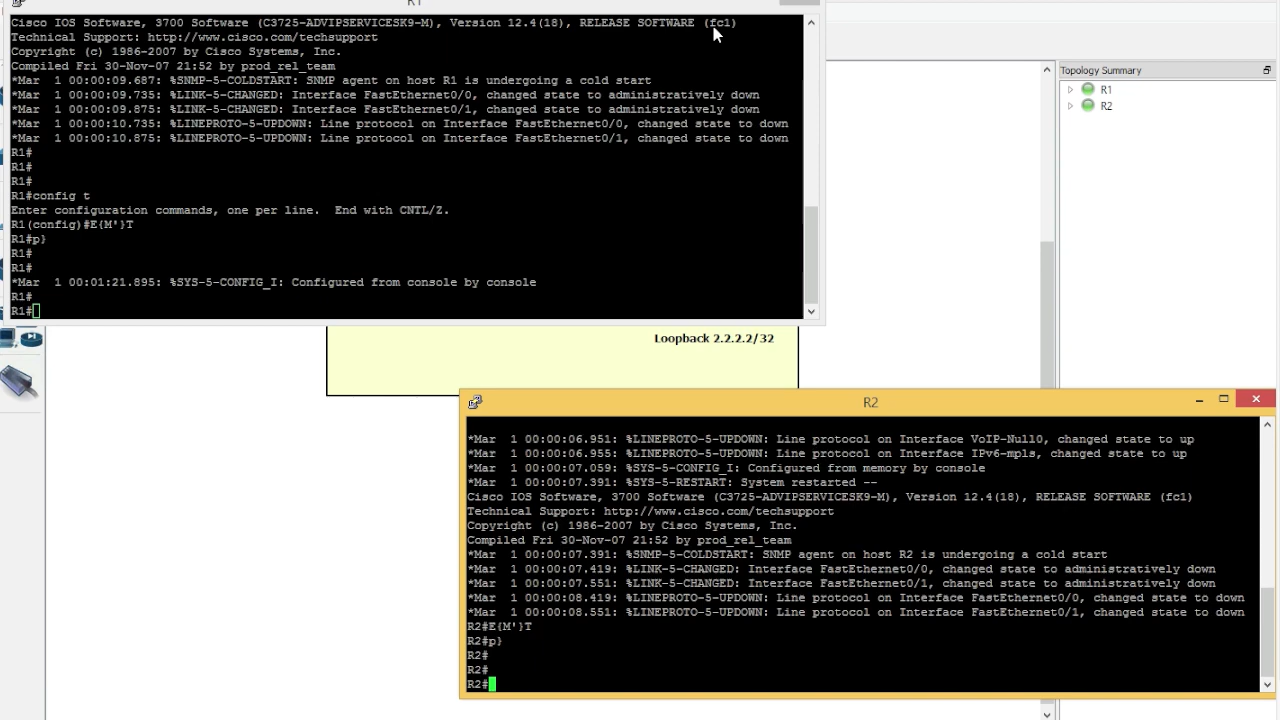 R1
Cisco IOS Software, 3700 Software (C3725-ADVIPSERVICESK9-M), Version 12.4(18), RELEASE SOFTWARE (fc1)
Technical Support: http://www.cisco.com/techsupport
Copyright (c) 1986-2007 by Cisco Systems, Inc.
Compiled Fri 30-Nov-07 21:52 by prod_rel_team
*Mar  1 00:00:09.687: %SNMP-5-COLDSTART: SNMP agent on host R1 is undergoing a cold start
*Mar  1 00:00:09.735: %LINK-5-CHANGED: Interface FastEthernet0/0, changed state to administratively down
*Mar  1 00:00:09.875: %LINK-5-CHANGED: Interface FastEthernet0/1, changed state to administratively down
*Mar  1 00:00:10.735: %LINEPROTO-5-UPDOWN: Line protocol on Interface FastEthernet0/0, changed state to down
*Mar  1 00:00:10.875: %LINEPROTO-5-UPDOWN: Line protocol on Interface FastEthernet0/1, changed state to down
R1#
R1#
R1#
R1#config t
Enter configuration commands, one per line.  End with CNTL/Z.
R1(config)#E{M'}T
R1#p}
R1#
R1#
*Mar  1 00:01:21.895: %SYS-5-CONFIG_I: Configured from console by console
R1#
R1#
Topology Summary
R1
R2
Loopback 2.2.2.2/32
R2
*Mar  1 00:00:06.951: %LINEPROTO-5-UPDOWN: Line protocol on Interface VoIP-Null0, changed state to up
*Mar  1 00:00:06.955: %LINEPROTO-5-UPDOWN: Line protocol on Interface IPv6-mpls, changed state to up
*Mar  1 00:00:07.059: %SYS-5-CONFIG_I: Configured from memory by console
*Mar  1 00:00:07.391: %SYS-5-RESTART: System restarted --
Cisco IOS Software, 3700 Software (C3725-ADVIPSERVICESK9-M), Version 12.4(18), RELEASE SOFTWARE (fc1)
Technical Support: http://www.cisco.com/techsupport
Copyright (c) 1986-2007 by Cisco Systems, Inc.
Compiled Fri 30-Nov-07 21:52 by prod_rel_team
*Mar  1 00:00:07.391: %SNMP-5-COLDSTART: SNMP agent on host R2 is undergoing a cold start
*Mar  1 00:00:07.419: %LINK-5-CHANGED: Interface FastEthernet0/0, changed state to administratively down
*Mar  1 00:00:07.551: %LINK-5-CHANGED: Interface FastEthernet0/1, changed state to administratively down
*Mar  1 00:00:08.419: %LINEPROTO-5-UPDOWN: Line protocol on Interface FastEthernet0/0, changed state to down
*Mar  1 00:00:08.551: %LINEPROTO-5-UPDOWN: Line protocol on Interface FastEthernet0/1, changed state to down
R2#E{M'}T
R2#p}
R2#
R2#
R2#